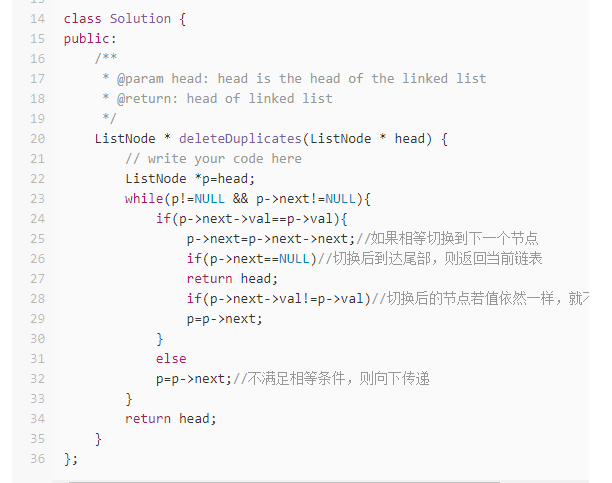 14 class Solution {
15 public:
16 /**
17 * @param head: head is the head of the linked list
18 * @return: head of linked list
19 */
20 ListNode * deleteDuplicates(ListNode * head) {
21 // write your code here
22 ListNode *p=head;
23 while(p!=NULL && p->next!=NULL){
24 if(p->next->val==p->val){
25 p->next=p->next->next;//如果相等切换到下一个节点
26 if(p->next==NULL)//切换后到达尾部，则返回当前链表
27 return head;
28 if(p->next->val!=p->val)//切换后的节点若值依然一样，就
29 p=p->next;
30 }
31 else
32 p=p->next;//不满足相等条件，则向下传递
33 }
34 return head;
35 }
36 };